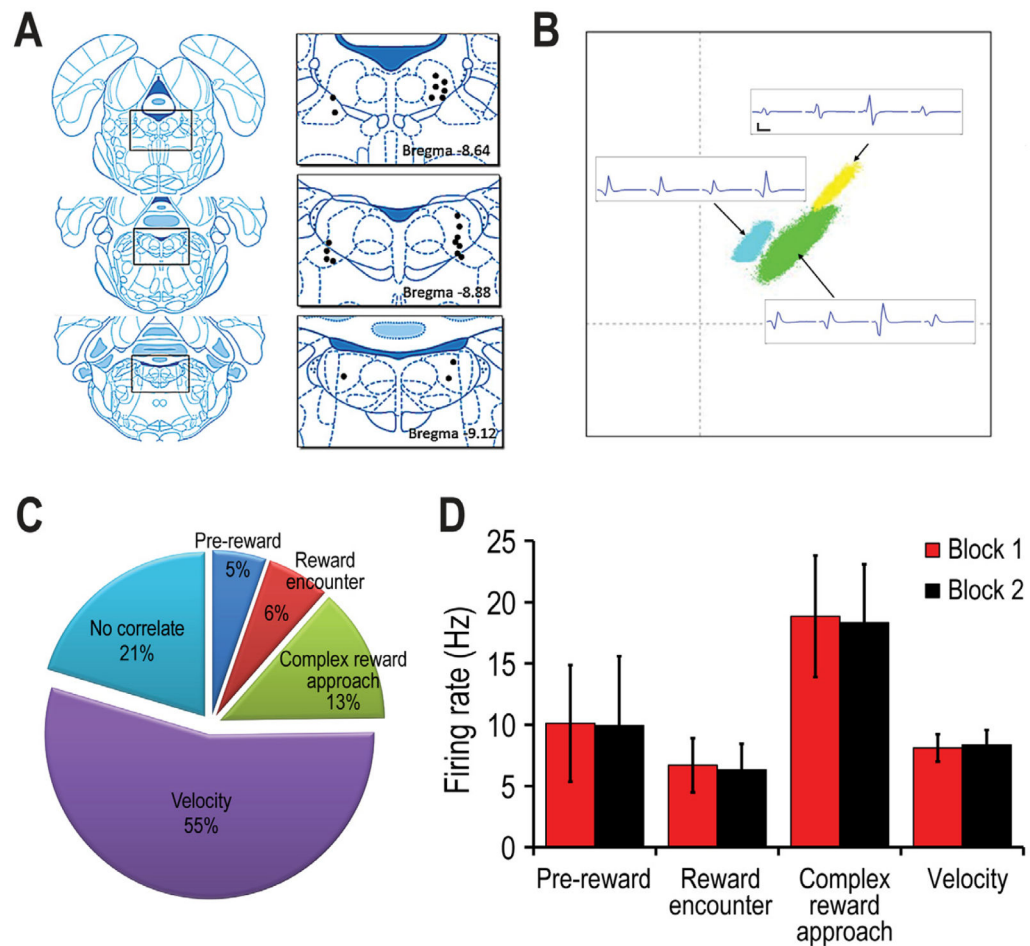 A
Bregma -8.64
Bregma -8.88
Bregma -9.12
B
C
Pre-reward
5%
Reward
encounter
6%
Complex reward
approach
13%
No correlate
21%
Velocity
55%
D
Firing rate (Hz)
25
20
15
10
5
0
Block 1
Block 2
Pre-reward
Reward
encounter
Complex
reward
approach
Velocity